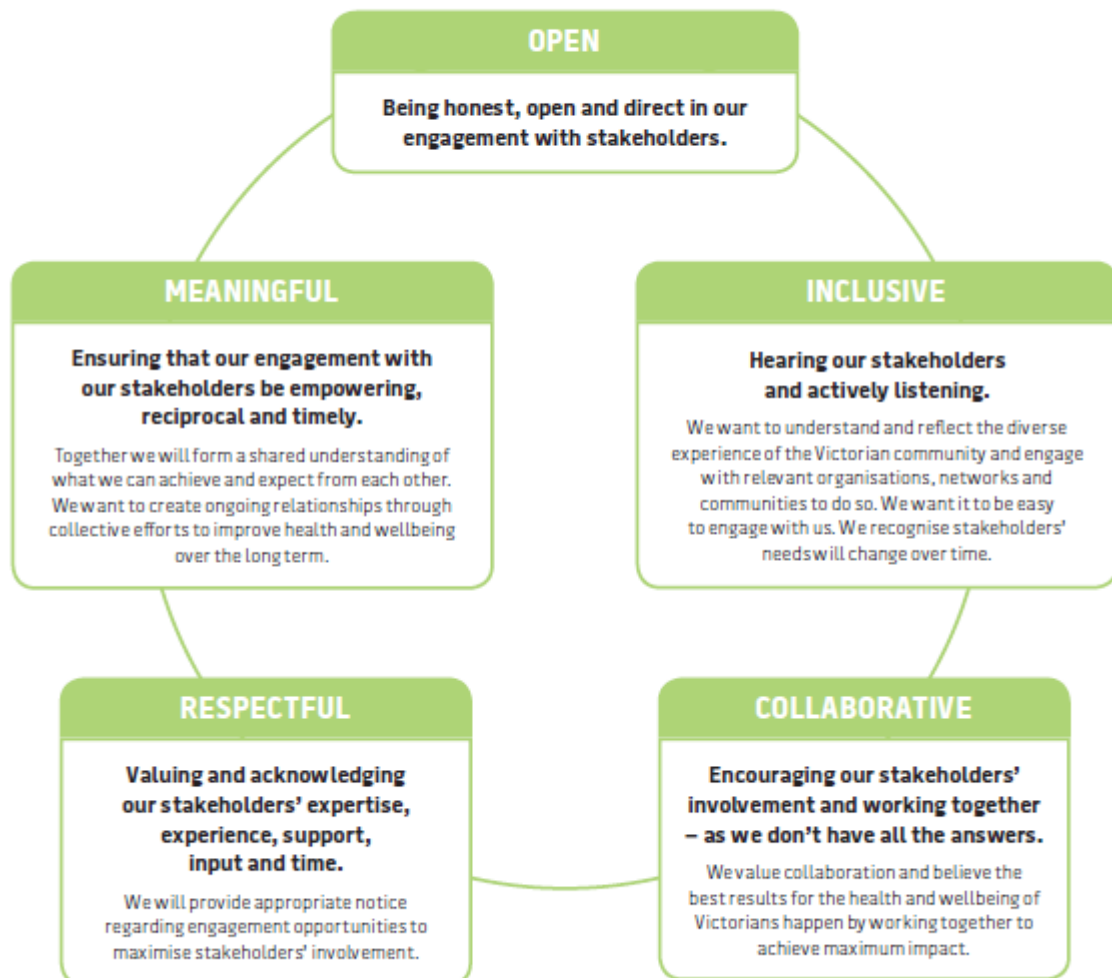 OPEN
Being honest, open and direct in our
engagement with stakeholders.
MEANINGFUL
Ensuring that our engagement with
our stakeholders be empowering,
reciprocal and timely.
Together we will form a shared understanding of
what we can achieve and expect from each other.
We want to create ongoing relationships through
collective efforts to improve health and wellbeing
over the long term.
INCLUSIVE
Hearing our stakeholders
and actively listening.
We want to understand and reflect the diverse
experience of the Victorian community and engage
with relevant organisations, networks and
communities to do so. We want it to be easy
to engage with us. We recognise stakeholders'
needs will change over time.
RESPECTFUL
Valuing and acknowledging
our stakeholders' expertise,
experience, support,
input and time.
We will provide appropriate notice
regarding engagement opportunities to
maximise stakeholders' involvement.
COLLABORATIVE
Encouraging our stakeholders'
involvement and working together
– as we don't have all the answers.
We value collaboration and believe the
best results for the health and wellbeing of
Victorians happen by working together to
achieve maximum impact.